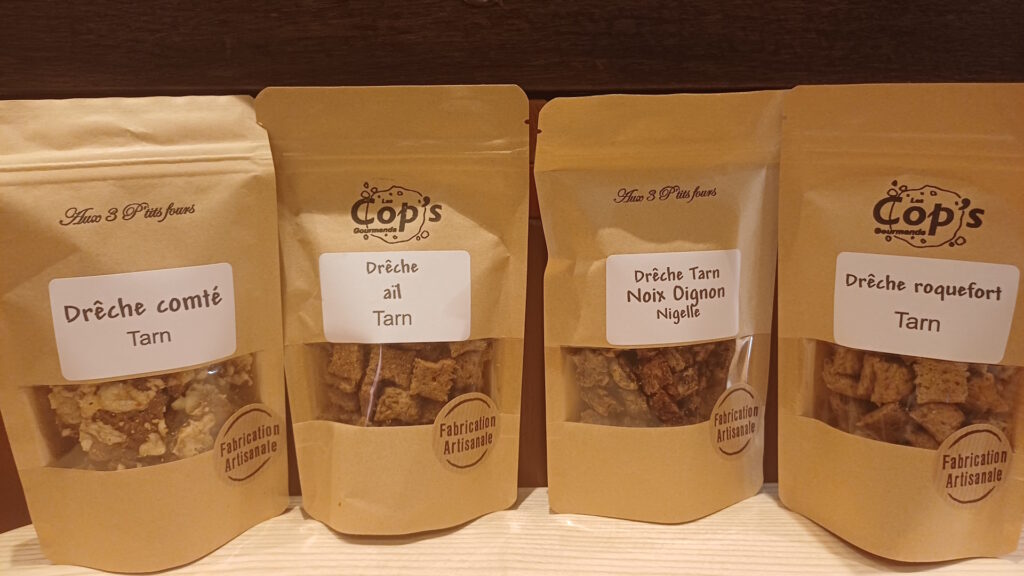 Aux 3 P'tits fours
Drêche comté
Tarn
Fabrication
Artisanale
Les
Cop's
Gourmands
Drêche
aïl
Tarn
Fabrication
Artisanale
Aux 3 P'tits fours
Drêche Tarn
Noix Oignon
Nigelle
Fabrication
Artisanale
Les
Cop's
Gourmands
Drêche roquefort
Tarn
Fabrication
Artisanale